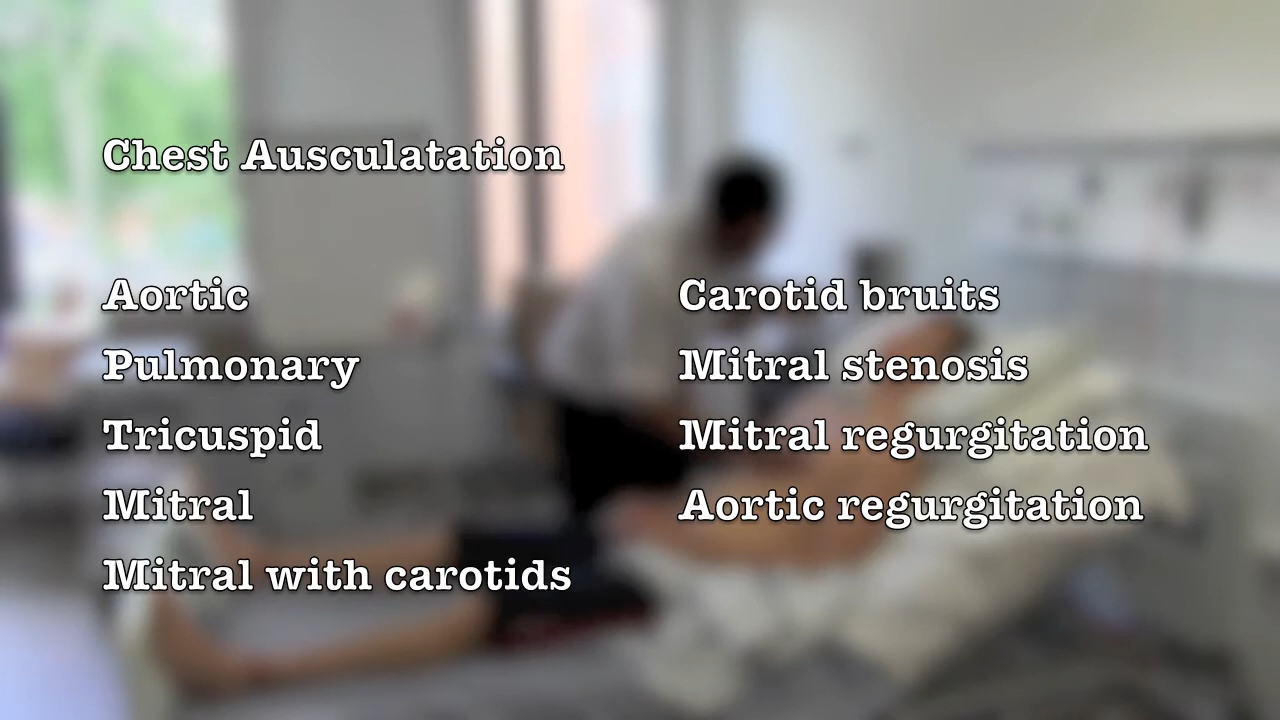 Chest Ausculatation
Aortic
Pulmonary
Tricuspid
Mitral
Mitral with carotids
Carotid bruits
Mitral stenosis
Mitral regurgitation
Aortic regurgitation